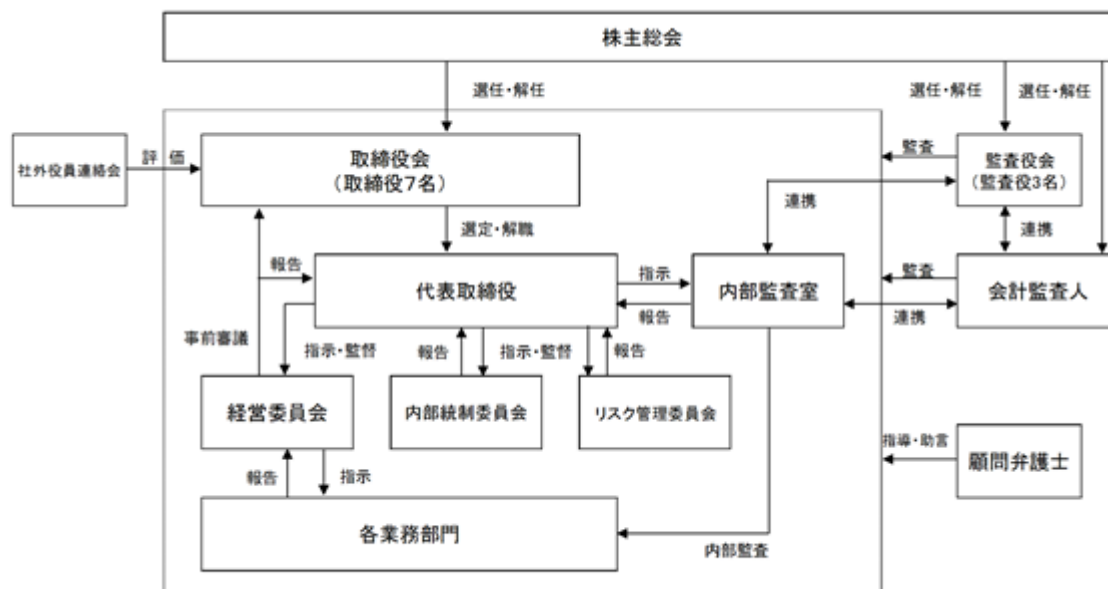 株主総会
選任・解任
選任・解任
選任・解任
社外役員連絡会
評 価
取締役会
（取締役7名）
監査
監査役会
（監査役3名）
連携
選定・解職
連携
報告
代表取締役
指示
報告
内部監査室
監査
連携
会計監査人
事前審議
指示・監督
報告
指示・監督
報告
経営委員会
内部統制委員会
リスク管理委員会
指導・助言
顧問弁護士
報告
指示
各業務部門
内部監査